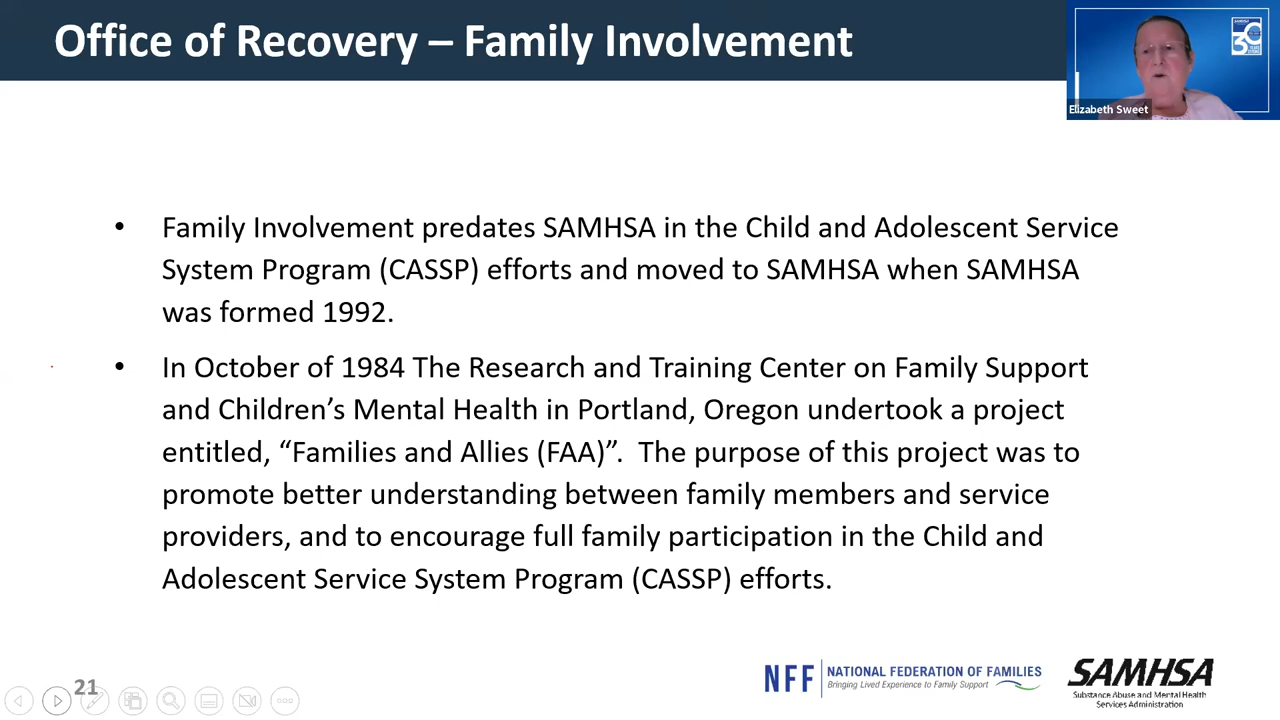 Office of Recovery – Family Involvement
SAMHSA
30
YEARS STRONG
Elizabeth Sweet
• Family Involvement predates SAMHSA in the Child and Adolescent Service
System Program (CASSP) efforts and moved to SAMHSA when SAMHSA
was formed 1992.
• In October of 1984 The Research and Training Center on Family Support
and Children’s Mental Health in Portland, Oregon undertook a project
entitled, “Families and Allies (FAA)”.  The purpose of this project was to
promote better understanding between family members and service
providers, and to encourage full family participation in the Child and
Adolescent Service System Program (CASSP) efforts.
21
NFF
NATIONAL FEDERATION OF FAMILIES
Bringing Lived Experience to Family Support
SAMHSA
Substance Abuse and Mental Health
Services Administration